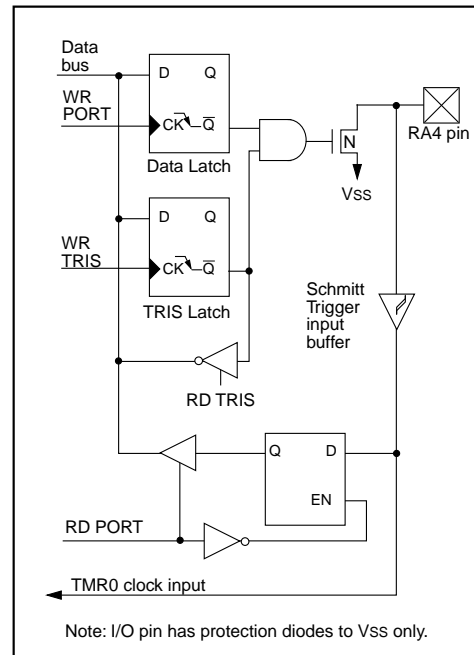 Data
bus
D Q
WR
PORT
CK Q
Data Latch
N
RA4 pin
VSS
D Q
WR
TRIS
CK Q
TRIS Latch
Schmitt
Trigger
input
buffer
RD TRIS
Q D
EN
RD PORT
TMR0 clock input
Note: I/O pin has protection diodes to VSS only.